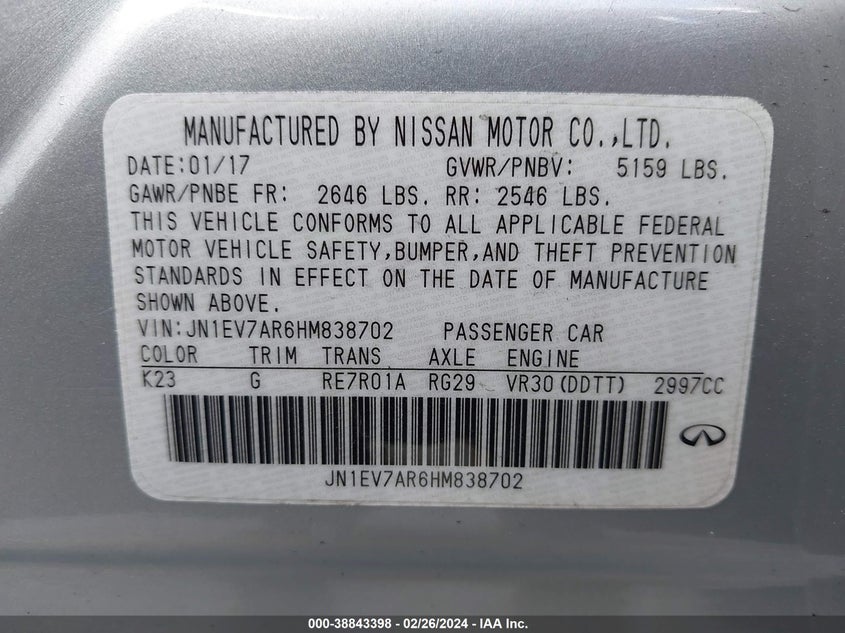 MANUFACTURED BY NISSAN MOTOR CO.,LTD.
DATE:01/17 GVWR/PNBV: 5159 LBS.
GAWR/PNBE FR: 2646 LBS. RR: 2546 LBS.
THIS VEHICLE CONFORMS TO ALL APPLICABLE FEDERAL
MOTOR VEHICLE SAFETY,BUMPER,AND THEFT PREVENTION
STANDARDS IN EFFECT ON THE DATE OF MANUFACTURE
SHOWN ABOVE.
VIN:JN1EV7AR6HM838702 PASSENGER CAR
COLOR TRIM TRANS AXLE ENGINE
K23 G RE7R01A RG29 VR30(DDTT) 2997CC
JN1EV7AR6HM838702
000-38843398 - 02/26/2024 - IAA Inc.